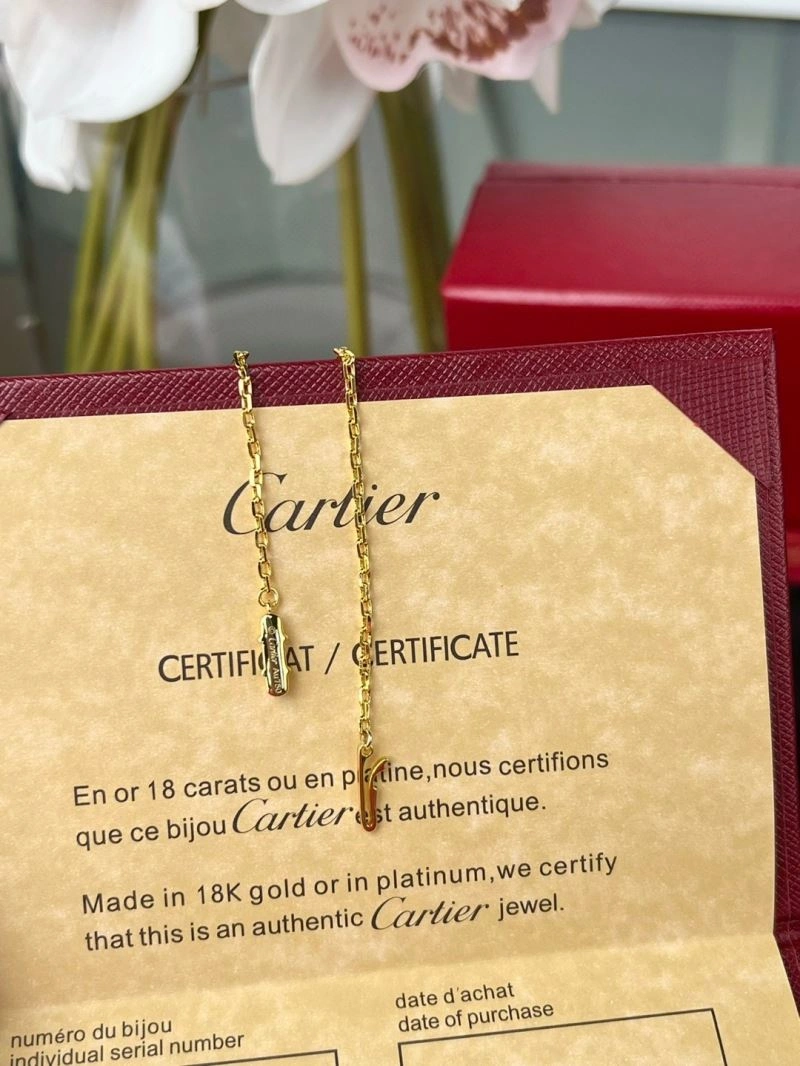 Cartier
CERTIFICAT / CERTIFICATE
En or 18 carats ou en platine,nous certifions
que ce bijou Cartier est authentique.
Made in 18K gold or in platinum,we certify
that this is an authentic Cartier jewel.
date d'achat
date of purchase
numéro du bijou
individual serial number